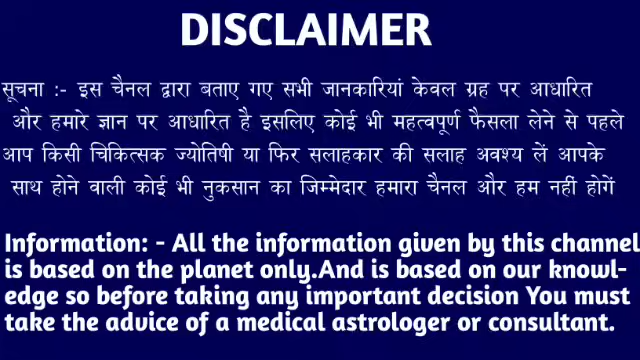 DISCLAIMER
सूचना :- इस चैनल द्वारा बताए गए सभी जानकारियां केवल ग्रह पर आधारित
और हमारे ज्ञान पर आधारित है इसलिए कोई भी महत्वपूर्ण फैसला लेने से पहले
आप किसी चिकित्सक ज्योतिषी या फिर सलाहकार की सलाह अवश्य लें आपके
साथ होने वाली कोई भी नुकसान का जिम्मेदार हमारा चैनल और हम नहीं होगें
Information: - All the information given by this channel
is based on the planet only.And is based on our knowl-
edge so before taking any important decision You must
take the advice of a medical astrologer or consultant.